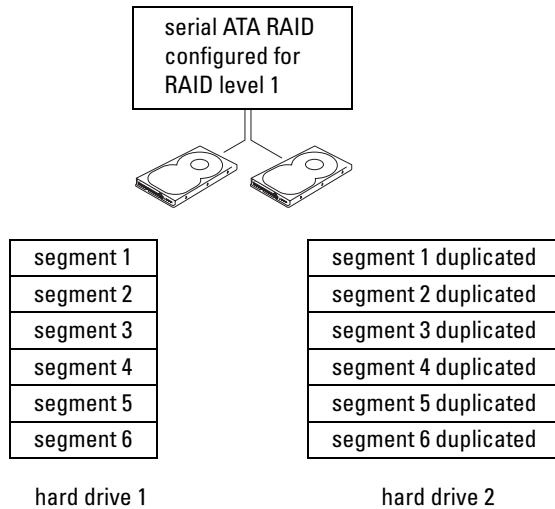 serial ATA RAID
configured for
RAID level 1
segment 1
segment 2
segment 3
segment 4
segment 5
segment 6
hard drive 1
segment 1 duplicated
segment 2 duplicated
segment 3 duplicated
segment 4 duplicated
segment 5 duplicated
segment 6 duplicated
hard drive 2